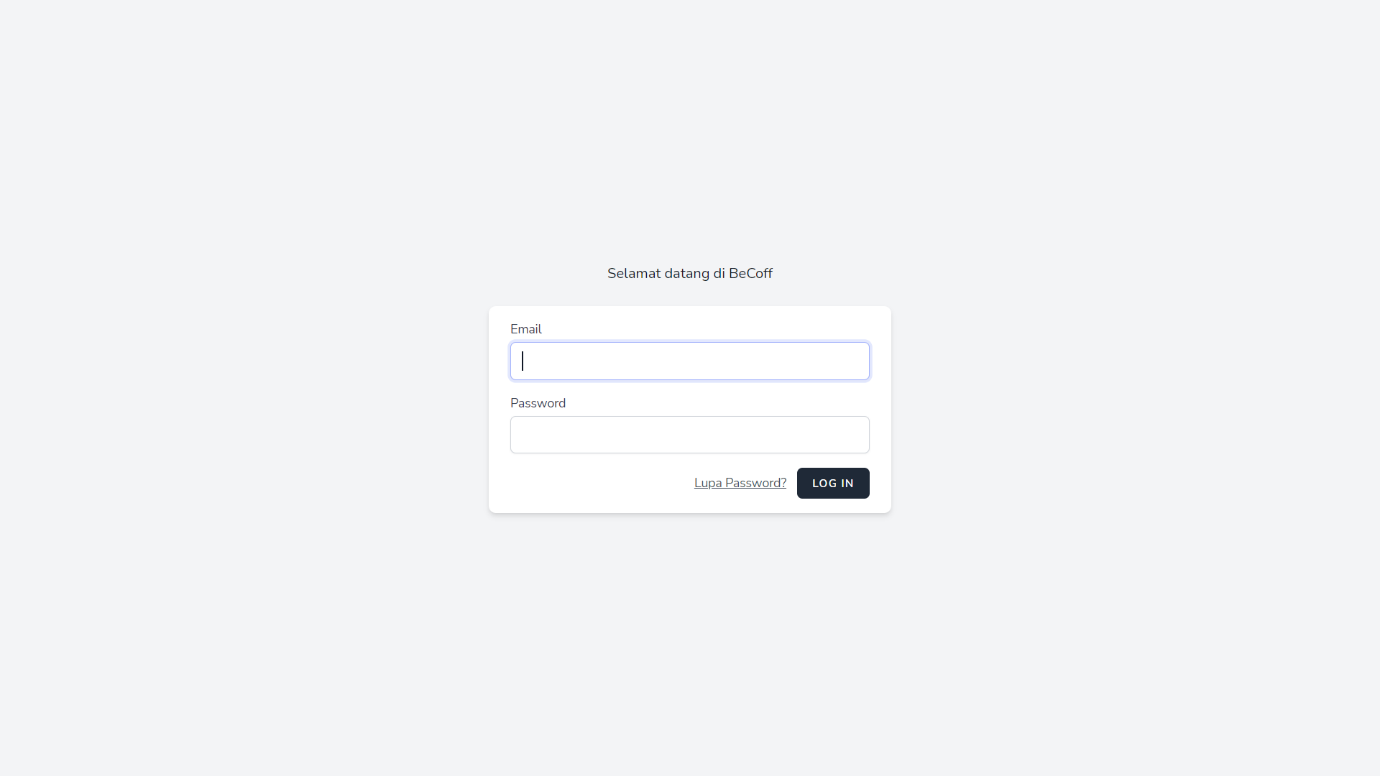 Selamat datang di BeCoff
Email
Password
Lupa Password? LOG IN